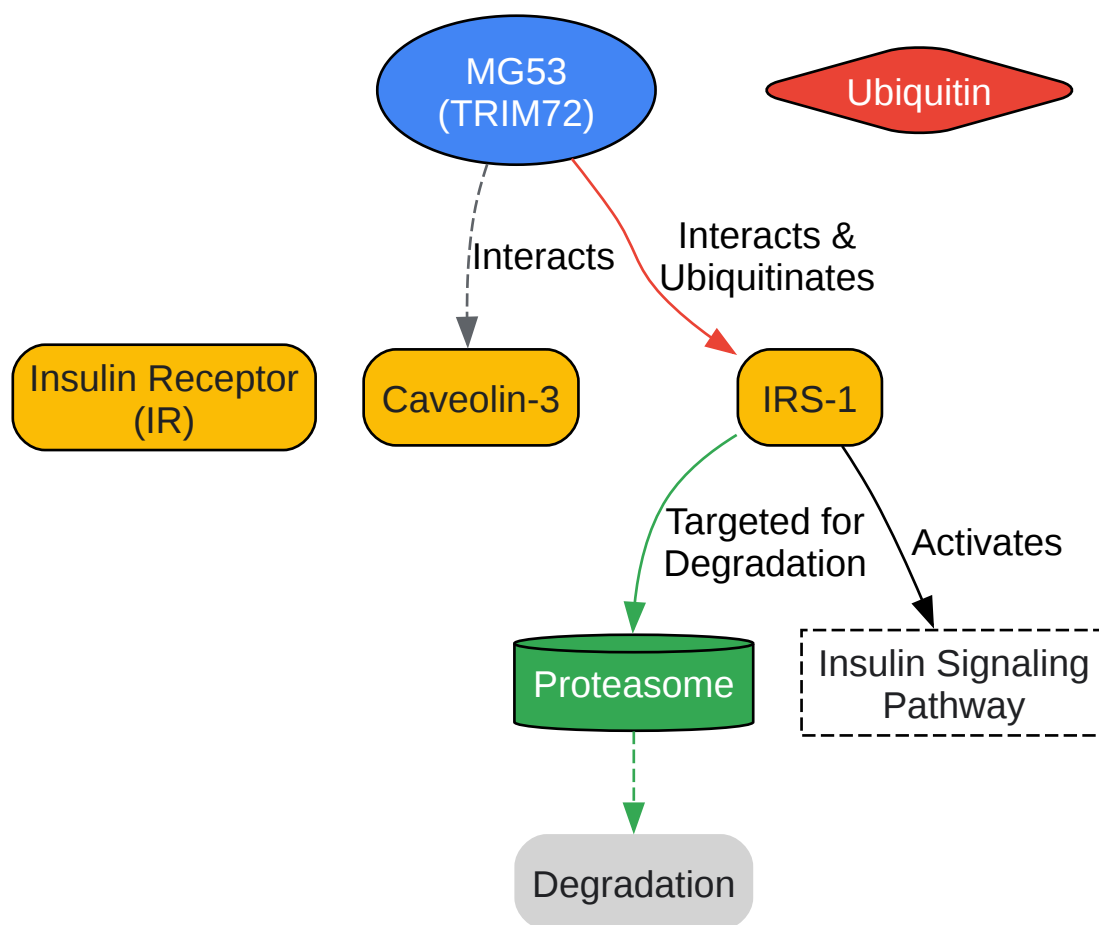 MG53
(TRIM72)
Ubiquitin
Interacts
Interacts &
Ubiquitinates
Insulin Receptor
(IR)
Caveolin-3
IRS-1
Targeted for
Degradation
Activates
Proteasome
Insulin Signaling
Pathway
Degradation